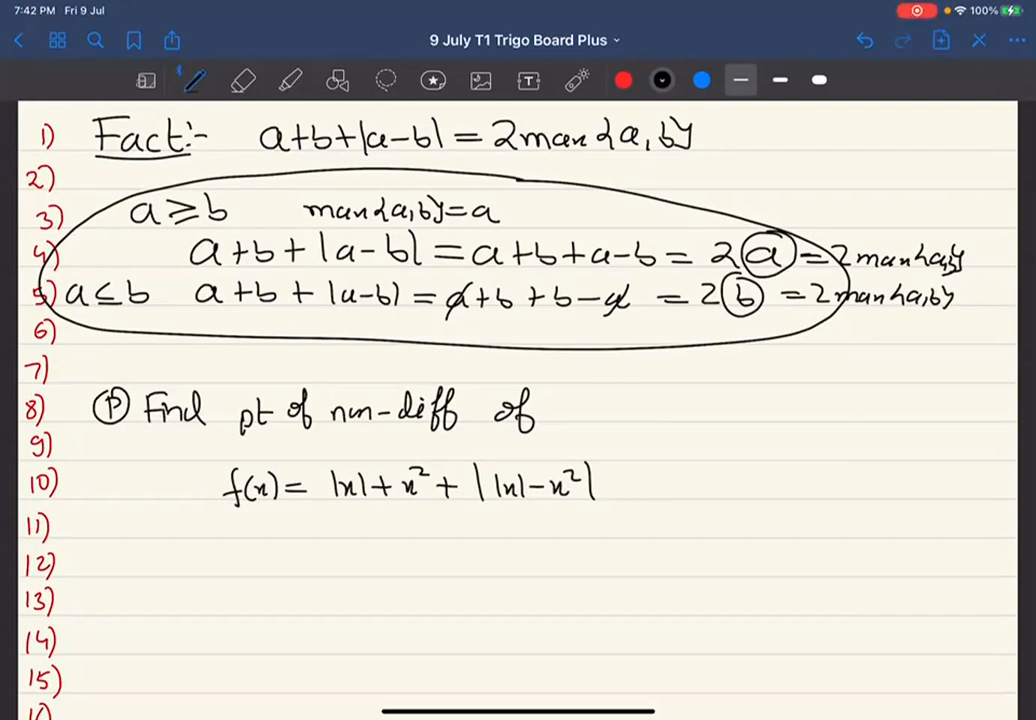 7:42 PM Fri 9 Jul 100%
9 July T1 Trigo Board Plus
1) Fact:- a+b+|a-b| = 2max{a,b}
2)
3) a≥b max{a,b}=a
4) a+b+|a-b| = a+b+a-b = 2a = 2max{a,b}
5) a≤b a+b+|a-b| = a+b+b-a = 2b = 2max{a,b}
6)
7)
8) P Find pt of non-diff of
9)
10) f(x) = |x|+x²+||x|-x²|
11)
12)
13)
14)
15)